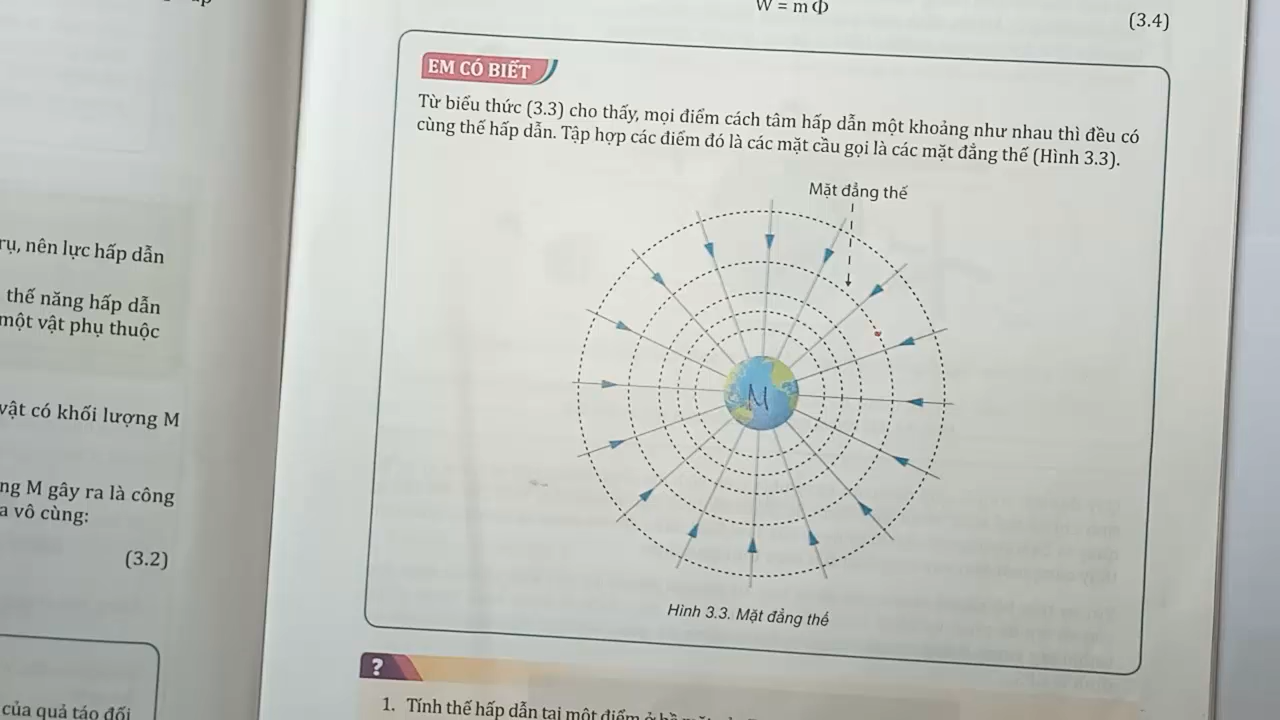 rụ, nên lực hấp dẫn
thế năng hấp dẫn
một vật phụ thuộc
vật có khối lượng M
ng M gây ra là công
a vô cùng:
(3.2)
của quả táo đối
W = m Φ
(3.4)
EM CÓ BIẾT
Từ biểu thức (3.3) cho thấy, mọi điểm cách tâm hấp dẫn một khoảng như nhau thì đều có
cùng thế hấp dẫn. Tập hợp các điểm đó là các mặt cầu gọi là các mặt đẳng thế (Hình 3.3).
Mặt đẳng thế
M
Hình 3.3. Mặt đẳng thế
?
1. Tính thế hấp dẫn tại một điểm ở